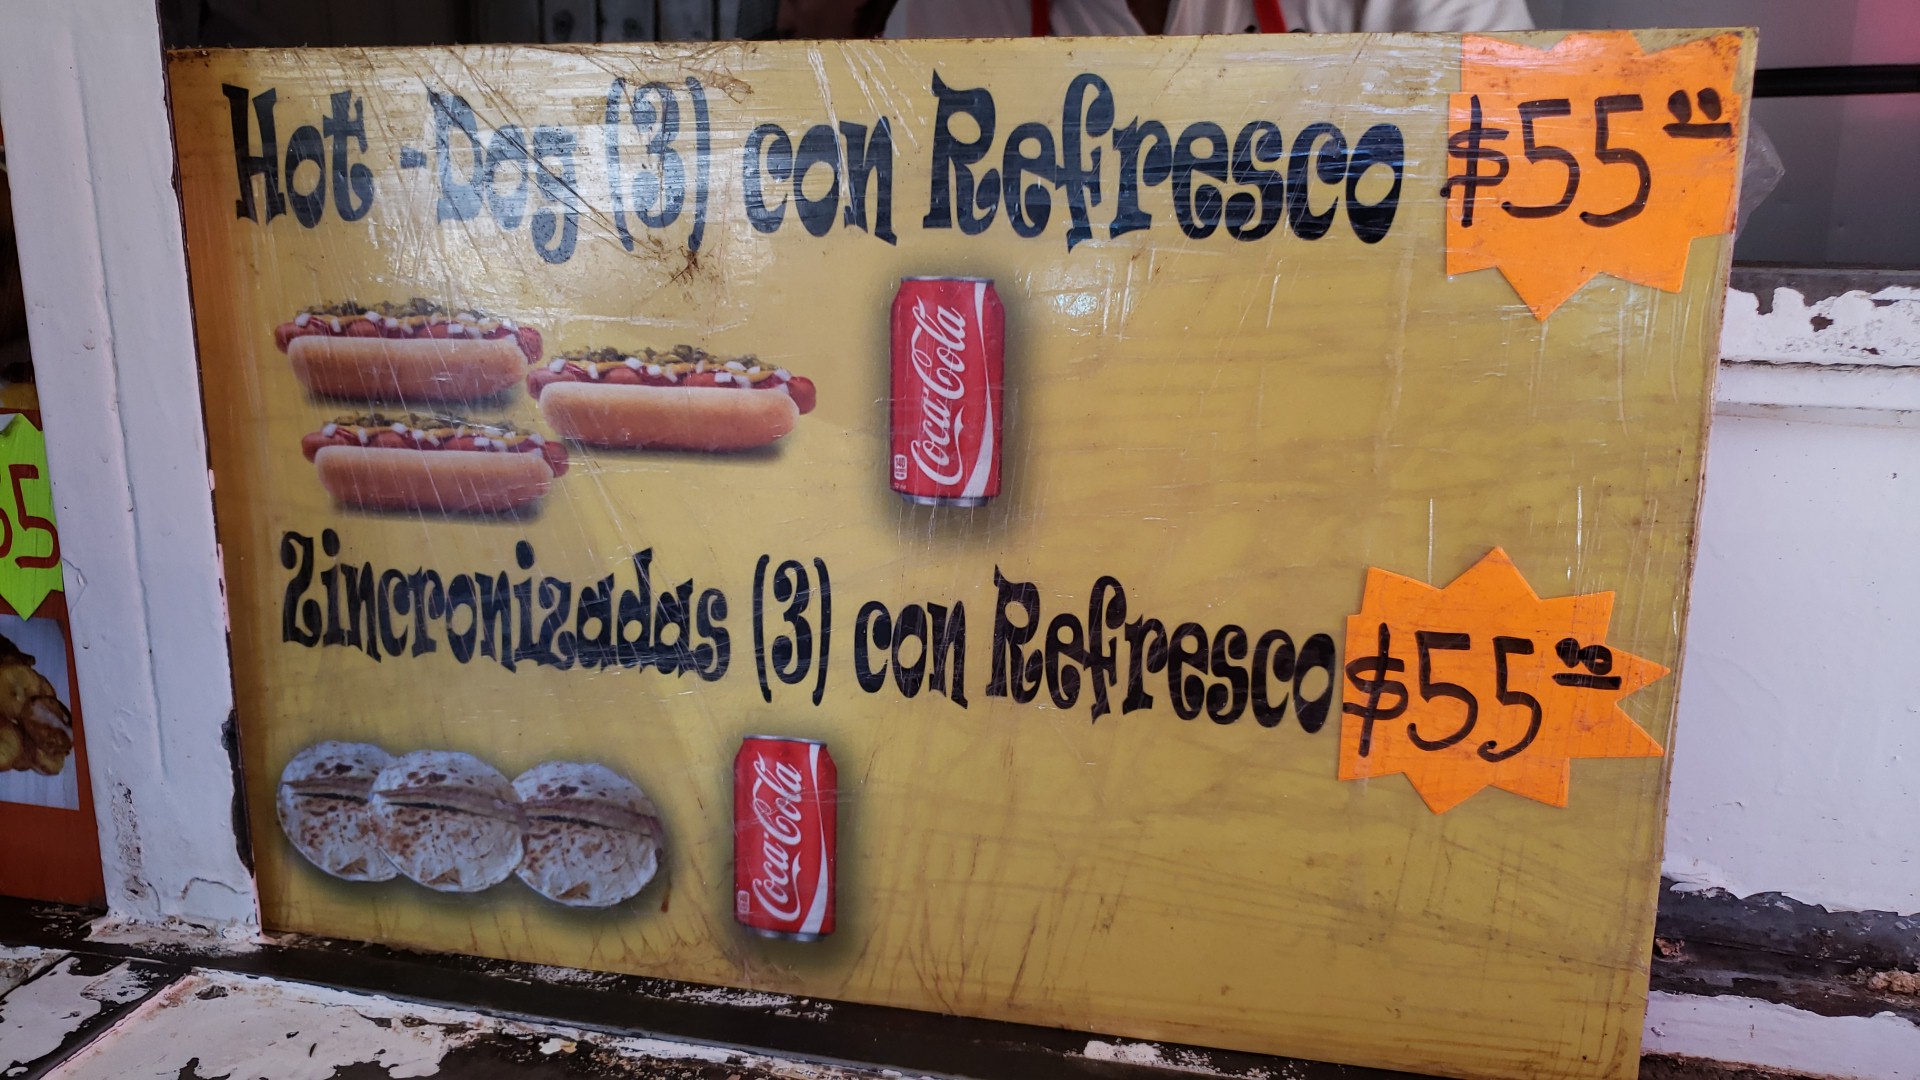 Hot-Dog (3) con Refresco $55⁰⁰
Coca-Cola
Zincronizadas (3) con Refresco $55⁰⁰
Coca-Cola